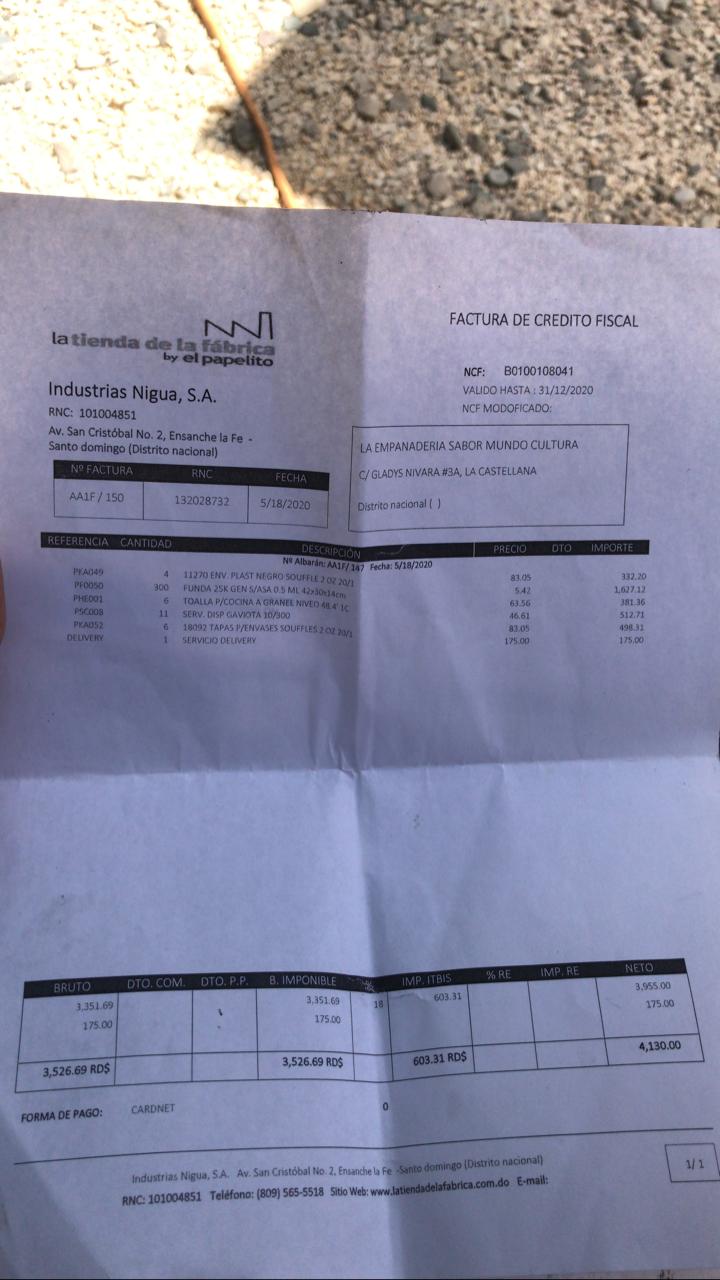 la tienda de la fábrica
by el papelito
FACTURA DE CREDITO FISCAL
NCF: B0100108041
VALIDO HASTA : 31/12/2020
NCF MODOFICADO:
Industrias Nigua, S.A.
RNC: 101004851
Av. San Cristóbal No. 2, Ensanche la Fe -
Santo domingo (Distrito nacional)
LA EMPANADERIA SABOR MUNDO CULTURA
C/ GLADYS NIVARA #3A, LA CASTELLANA
Distrito nacional ( )
Nº FACTURA RNC FECHA
AA1F / 150 132028732 5/18/2020
REFERENCIA CANTIDAD DESCRIPCIÓN PRECIO DTO IMPORTE
Nº Albarán: AA1F/ 147 Fecha: 5/18/2020
PKA049 4 11270 ENV. PLAST NEGRO SOUFFLE 2 OZ 20/1 83.05 332.20
PF0050 300 FUNDA 25K GEN S/ASA 0.5 ML 42x30x14cm 5.42 1,627.12
PHE001 6 TOALLA P/COCINA A GRANEL NIVEO 48.4' 1C 63.56 381.36
PSC008 11 SERV. DISP GAVIOTA 10/300 46.61 512.71
PKA052 6 18092 TAPAS P/ENVASES SOUFFLES 2 OZ 20/1 83.05 498.31
DELIVERY 1 SERVICIO DELIVERY 175.00 175.00
BRUTO DTO. COM. DTO. P.P. B. IMPONIBLE % IMP. ITBIS % RE IMP. RE NETO
3,351.69 3,351.69 18 603.31 3,955.00
175.00 175.00 175.00
3,526.69 RD$ 3,526.69 RD$ 603.31 RD$ 4,130.00
FORMA DE PAGO: CARDNET 0
Industrias Nigua, S.A. Av. San Cristóbal No. 2, Ensanche la Fe -Santo domingo (Distrito nacional)
RNC: 101004851 Teléfono: (809) 565-5518 Sitio Web: www.latiendadelafabrica.com.do E-mail:
1/ 1